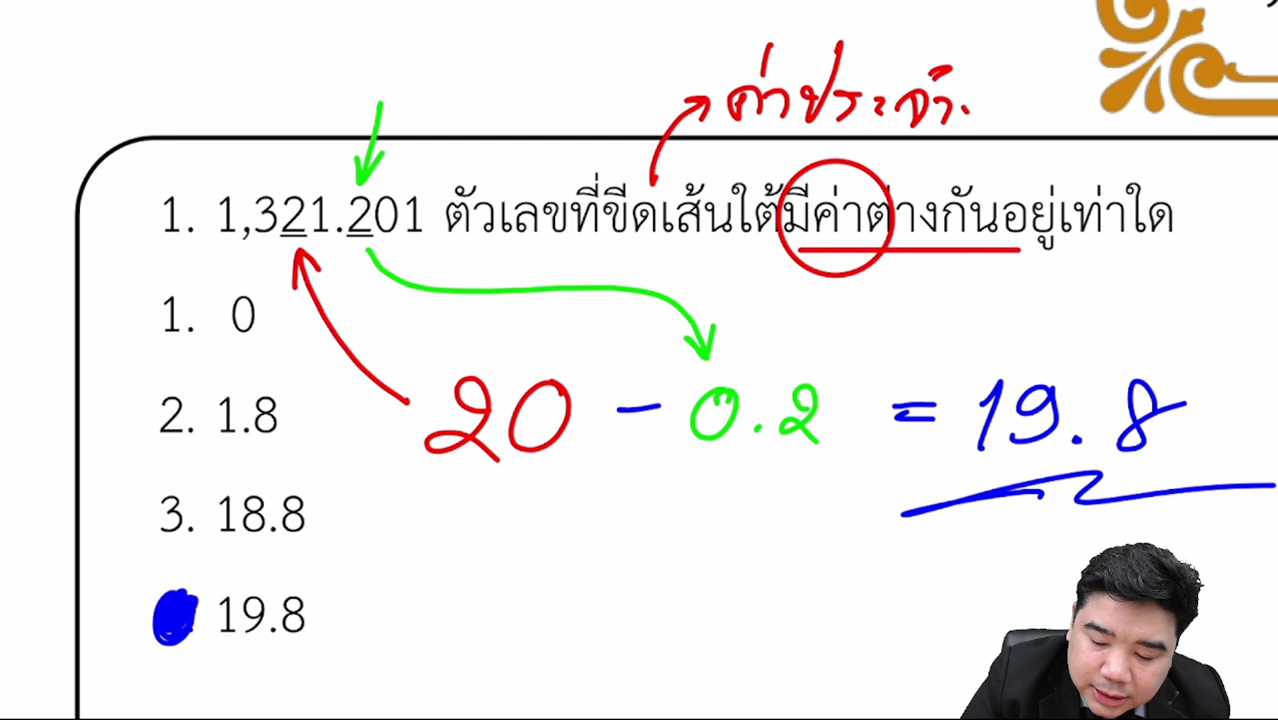 ค่าประจำ
1. 1,321.201 ตัวเลขที่ขีดเส้นใต้มีค่าต่างกันอยู่เท่าใด
1. 0
2. 1.8
20 - 0.2 = 19.8
3. 18.8
19.8